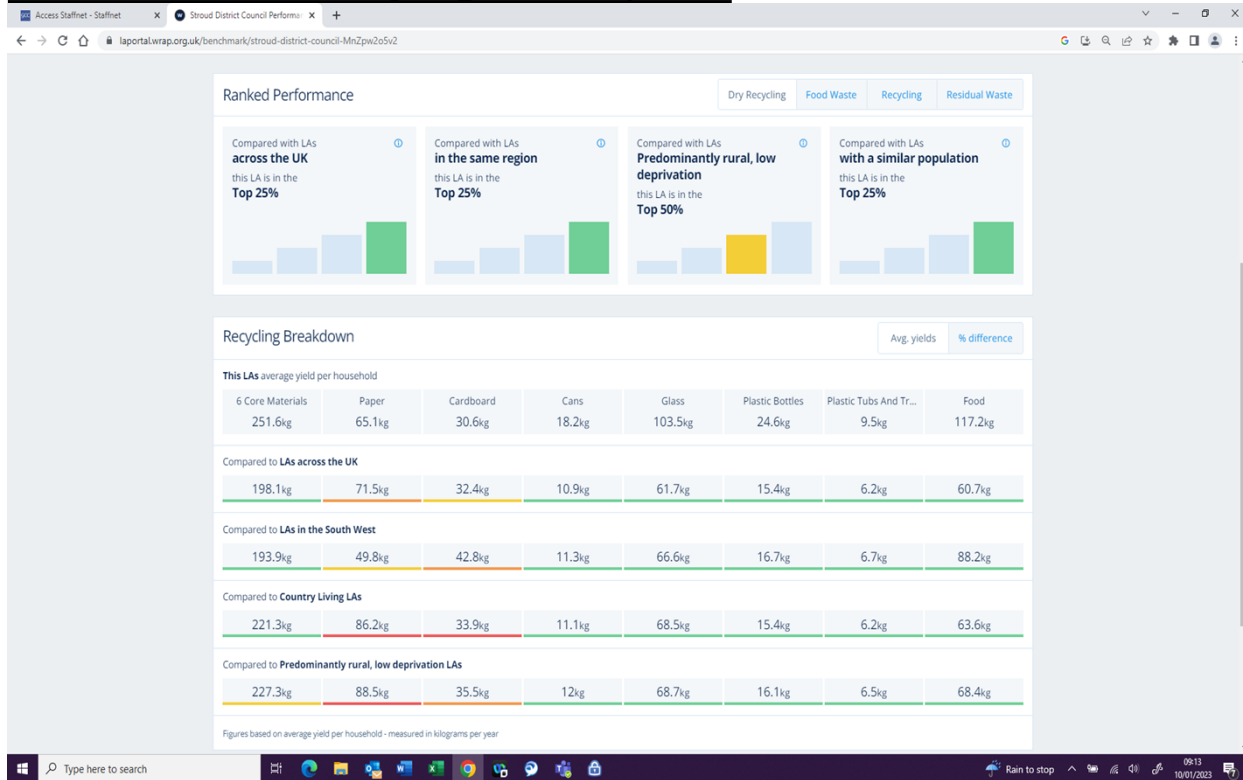 Access Staffnet - Staffnet
Stroud District Council Performan
laportal.wrap.org.uk/benchmark/stroud-district-council-MnZpw2o5v2
Ranked Performance
Dry Recycling Food Waste Recycling Residual Waste
Compared with LAs
across the UK
this LA is in the
Top 25%
Compared with LAs
in the same region
this LA is in the
Top 25%
Compared with LAs
Predominantly rural, low
deprivation
this LA is in the
Top 50%
Compared with LAs
with a similar population
this LA is in the
Top 25%
Recycling Breakdown
Avg. yields % difference
This LAs average yield per household
6 Core Materials Paper Cardboard Cans Glass Plastic Bottles Plastic Tubs And Tr... Food
251.6kg 65.1kg 30.6kg 18.2kg 103.5kg 24.6kg 9.5kg 117.2kg
Compared to LAs across the UK
198.1kg 71.5kg 32.4kg 10.9kg 61.7kg 15.4kg 6.2kg 60.7kg
Compared to LAs in the South West
193.9kg 49.8kg 42.8kg 11.3kg 66.6kg 16.7kg 6.7kg 88.2kg
Compared to Country Living LAs
221.3kg 86.2kg 33.9kg 11.1kg 68.5kg 15.4kg 6.2kg 63.6kg
Compared to Predominantly rural, low deprivation LAs
227.3kg 88.5kg 35.5kg 12kg 68.7kg 16.1kg 6.5kg 68.4kg
Figures based on average yield per household - measured in kilograms per year
Type here to search
Rain to stop
09:13
10/01/2023